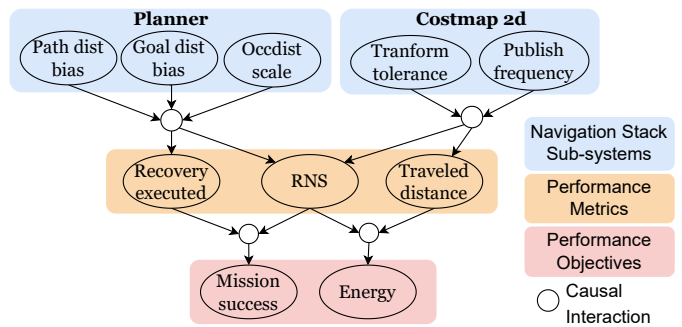 Planner
Costmap 2d
Path dist
bias
Goal dist
bias
Occdist
scale
Tranform
tolerance
Publish
frequency
Navigation Stack
Sub-systems
Recovery
executed
RNS
Traveled
distance
Performance
Metrics
Performance
Objectives
Mission
success
Energy
Causal
Interaction